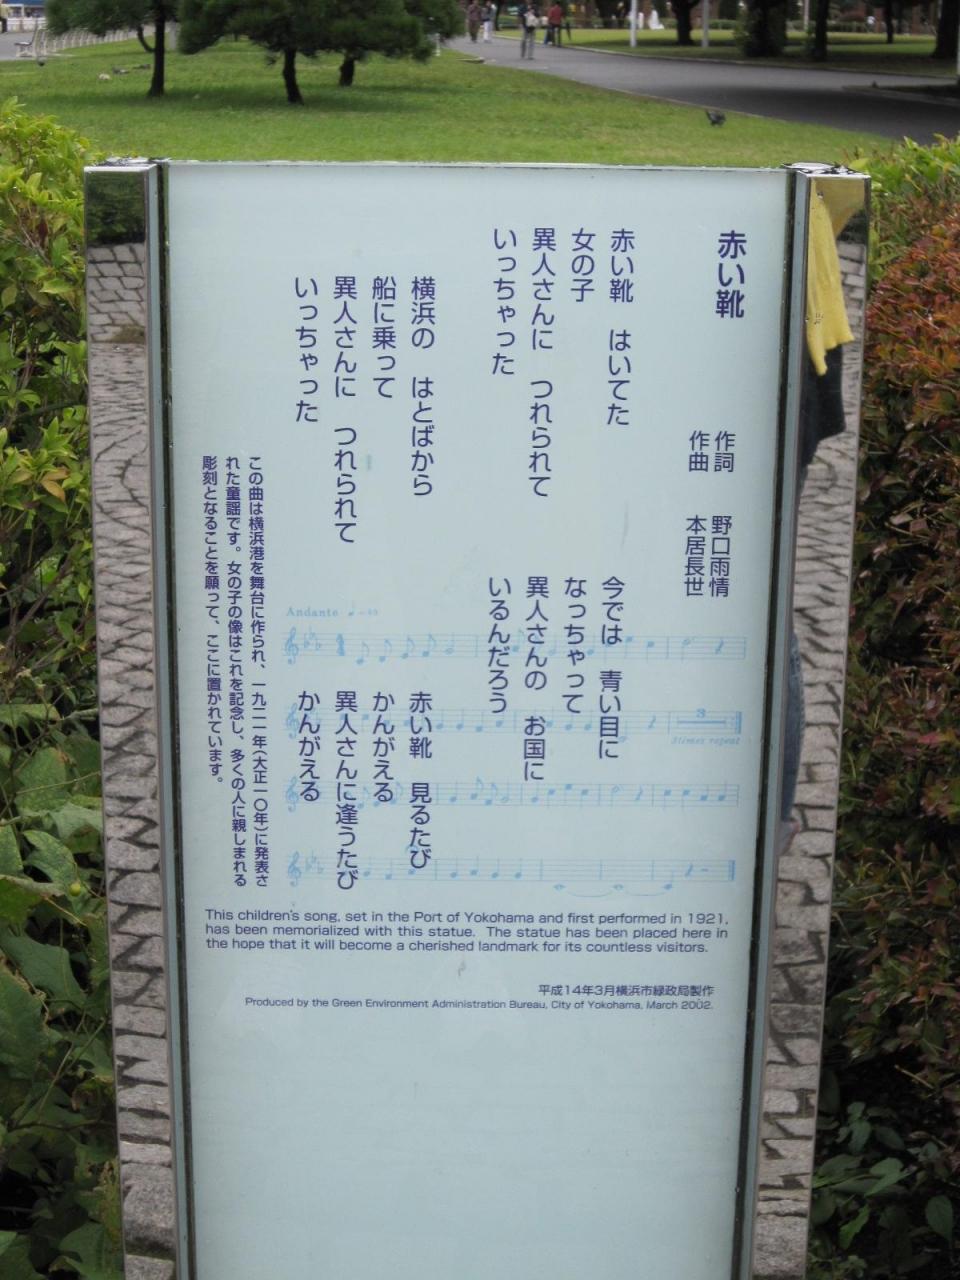 赤い靴
作詞　野口雨情
作曲　本居長世
赤い靴　はいてた
女の子
異人さんに　つれられて
いっちゃった
横浜の　はとばから
船に乗って
異人さんに　つれられて
いっちゃった
今では　青い目に
なっちゃって
異人さんの　お国に
いるんだろう
赤い靴　見るたび
かんがえる
異人さんに逢うたび
かんがえる
この曲は横浜港を舞台に作られ、一九二一年(大正一〇年)に発表さ
れた童謡です。女の子の像はこれを記念し、多くの人に親しまれる
彫刻となることを願って、ここに置かれています。
Andante
3
3times repeat
This children's song, set in the Port of Yokohama and first performed in 1921,
has been memorialized with this statue. The statue has been placed here in
the hope that it will become a cherished landmark for its countless visitors.
平成14年3月横浜市緑政局製作
Produced by the Green Environment Administration Bureau, City of Yokohama, March 2002.